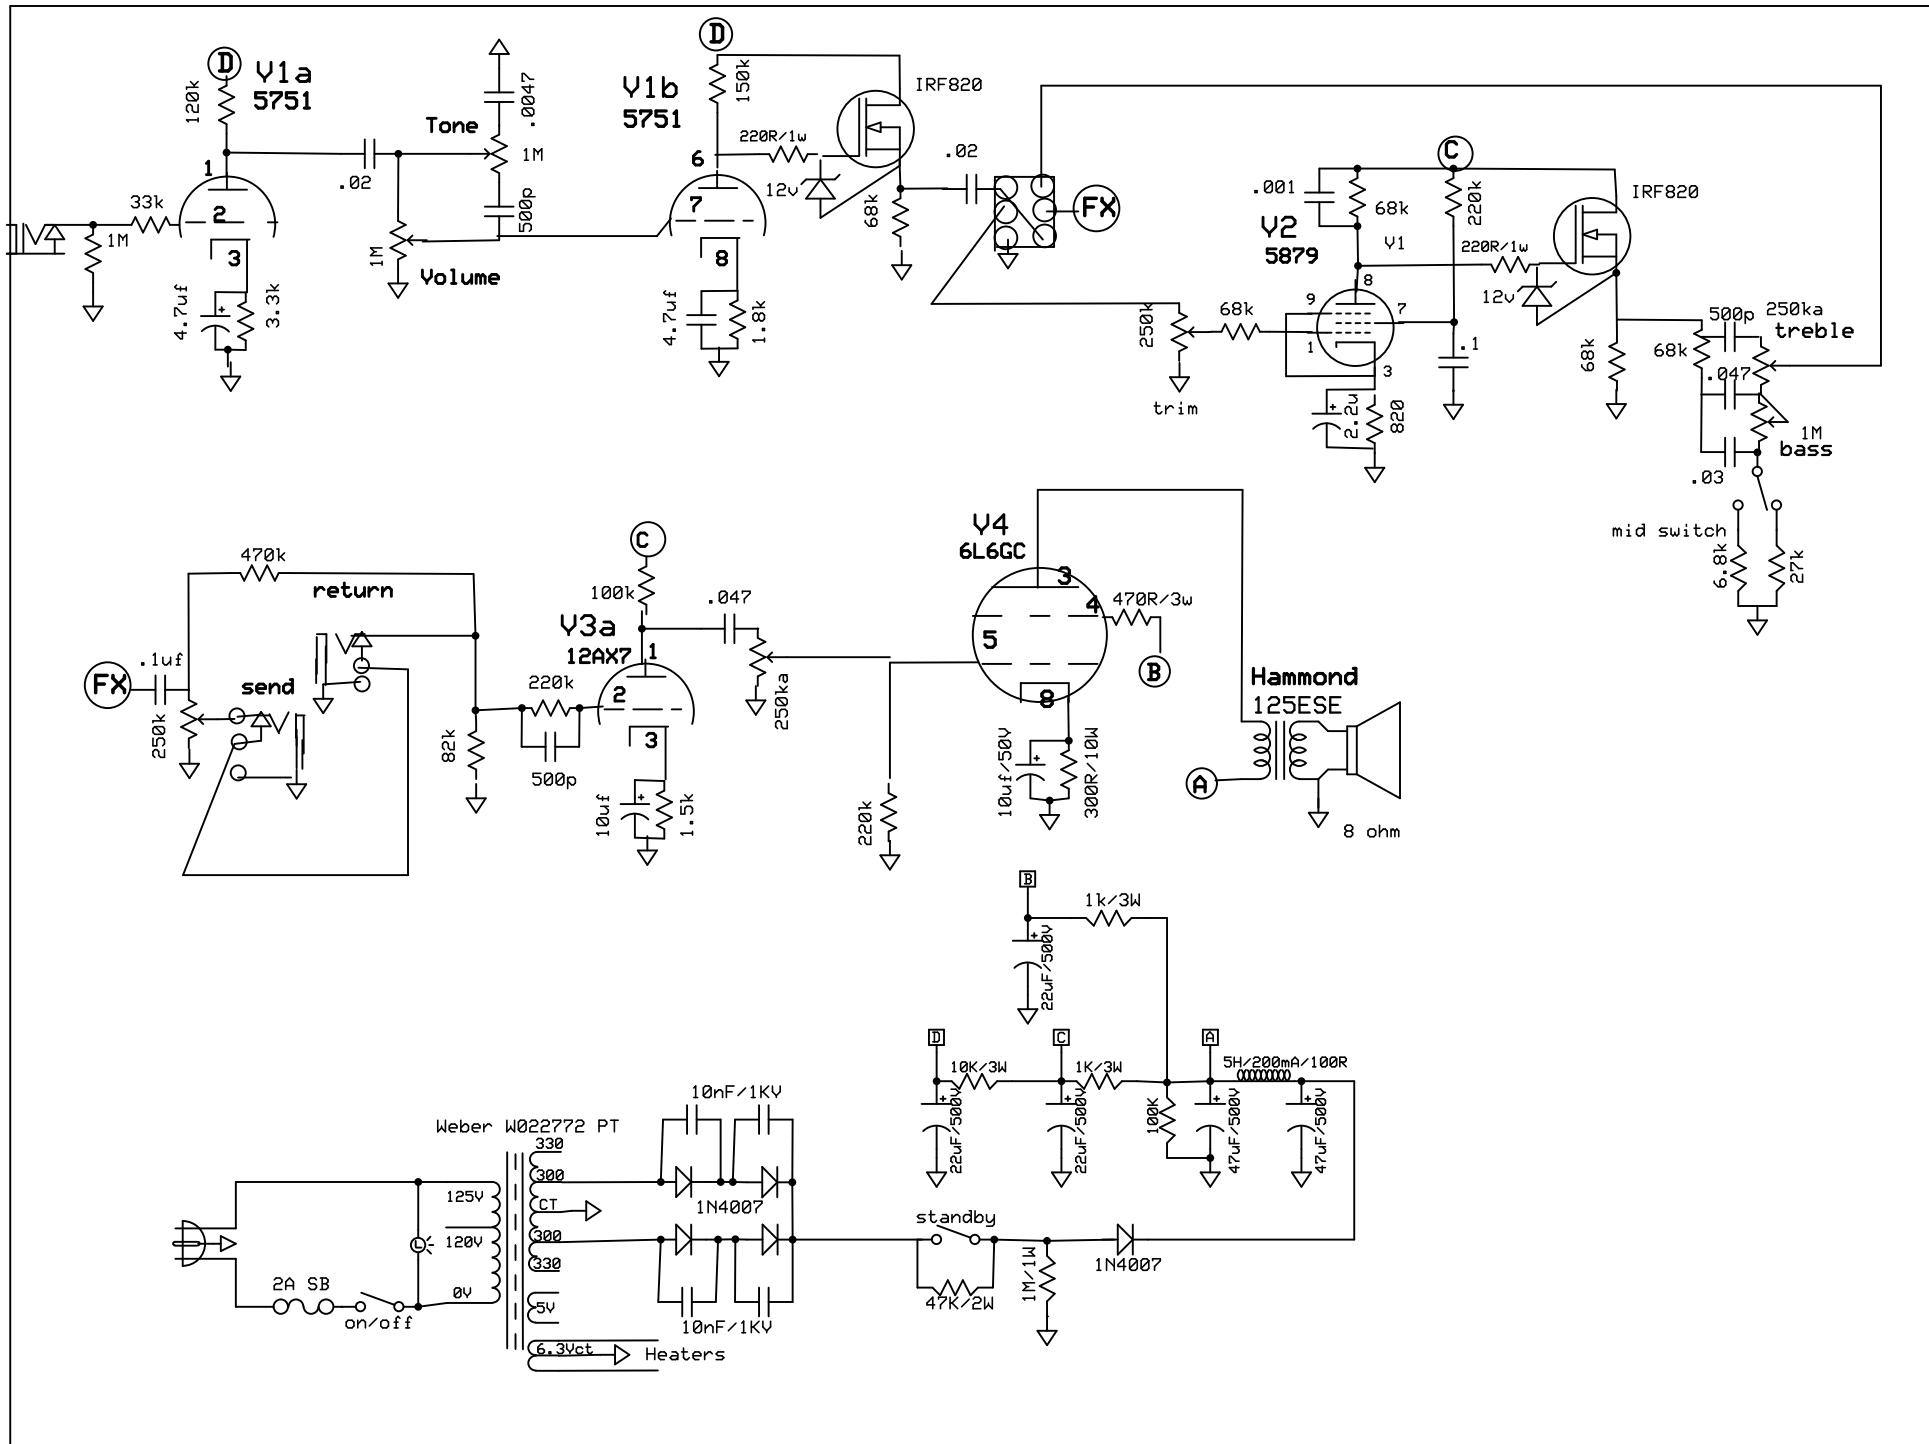 D
V1a
5751
120k
1
2
3
33k
1M
4.7uf
3.3k
.02
Tone
.0047
1M
500p
1M
Volume
D
V1b
5751
150k
6
7
8
220R/1w
12v
IRF820
4.7uf
1.8k
68k
.02
FX
250k
trim
68k
.001
68k
V2
5879
V1
C
220k
9
8
7
1
3
2.2u
820
.1
220R/1w
12v
IRF820
68k
500p
250ka
treble
68k
.047
1M
bass
.03
mid switch
6.8k
27k
470k
return
FX
.1uf
send
250k
82k
220k
500p
C
100k
V3a
12AX7
1
2
3
10uf
1.5k
.047
250ka
220k
V4
6L6GC
3
4
5
8
470R/3w
B
10uf/50V
300R/10W
Hammond
125ESE
A
8 ohm
B
1k/3W
22uF/500V
D
10K/3W
C
1K/3W
A
5H/200mA/100R
22uF/500V
22uF/500V
100K
47uF/500V
47uF/500V
10nF/1KV
Weber W022772 PT
330
300
CT
300
330
5V
6.3Vct
Heaters
125V
120V
0V
2A SB
on/off
1N4007
10nF/1KV
standby
47K/2W
1M/1W
1N4007